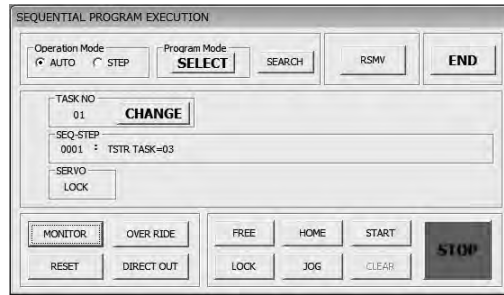 SEQUENTIAL PROGRAM EXECUTION
Operation Mode
AUTO STEP
Program Mode
SELECT
SEARCH
RSMV
END
TASK NO
01 CHANGE
SEQ-STEP
0001 : TSTR TASK=03
SERVO
LOCK
MONITOR OVER RIDE FREE HOME START STOP
RESET DIRECT OUT LOCK JOG CLEAR